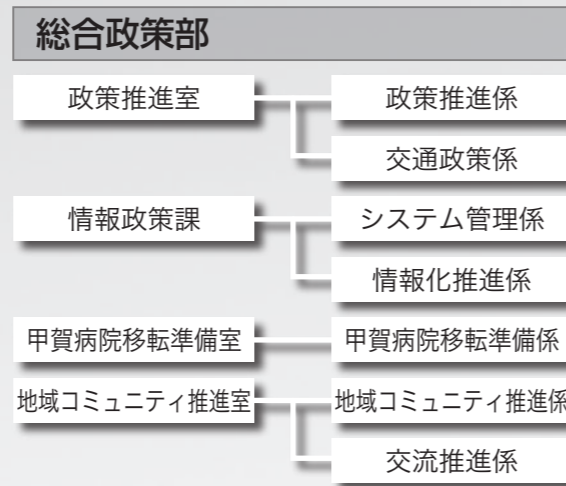 総合政策部
政策推進室
政策推進係
交通政策係
情報政策課
システム管理係
情報化推進係
甲賀病院移転準備室
甲賀病院移転準備係
地域コミュニティ推進室
地域コミュニティ推進係
交流推進係